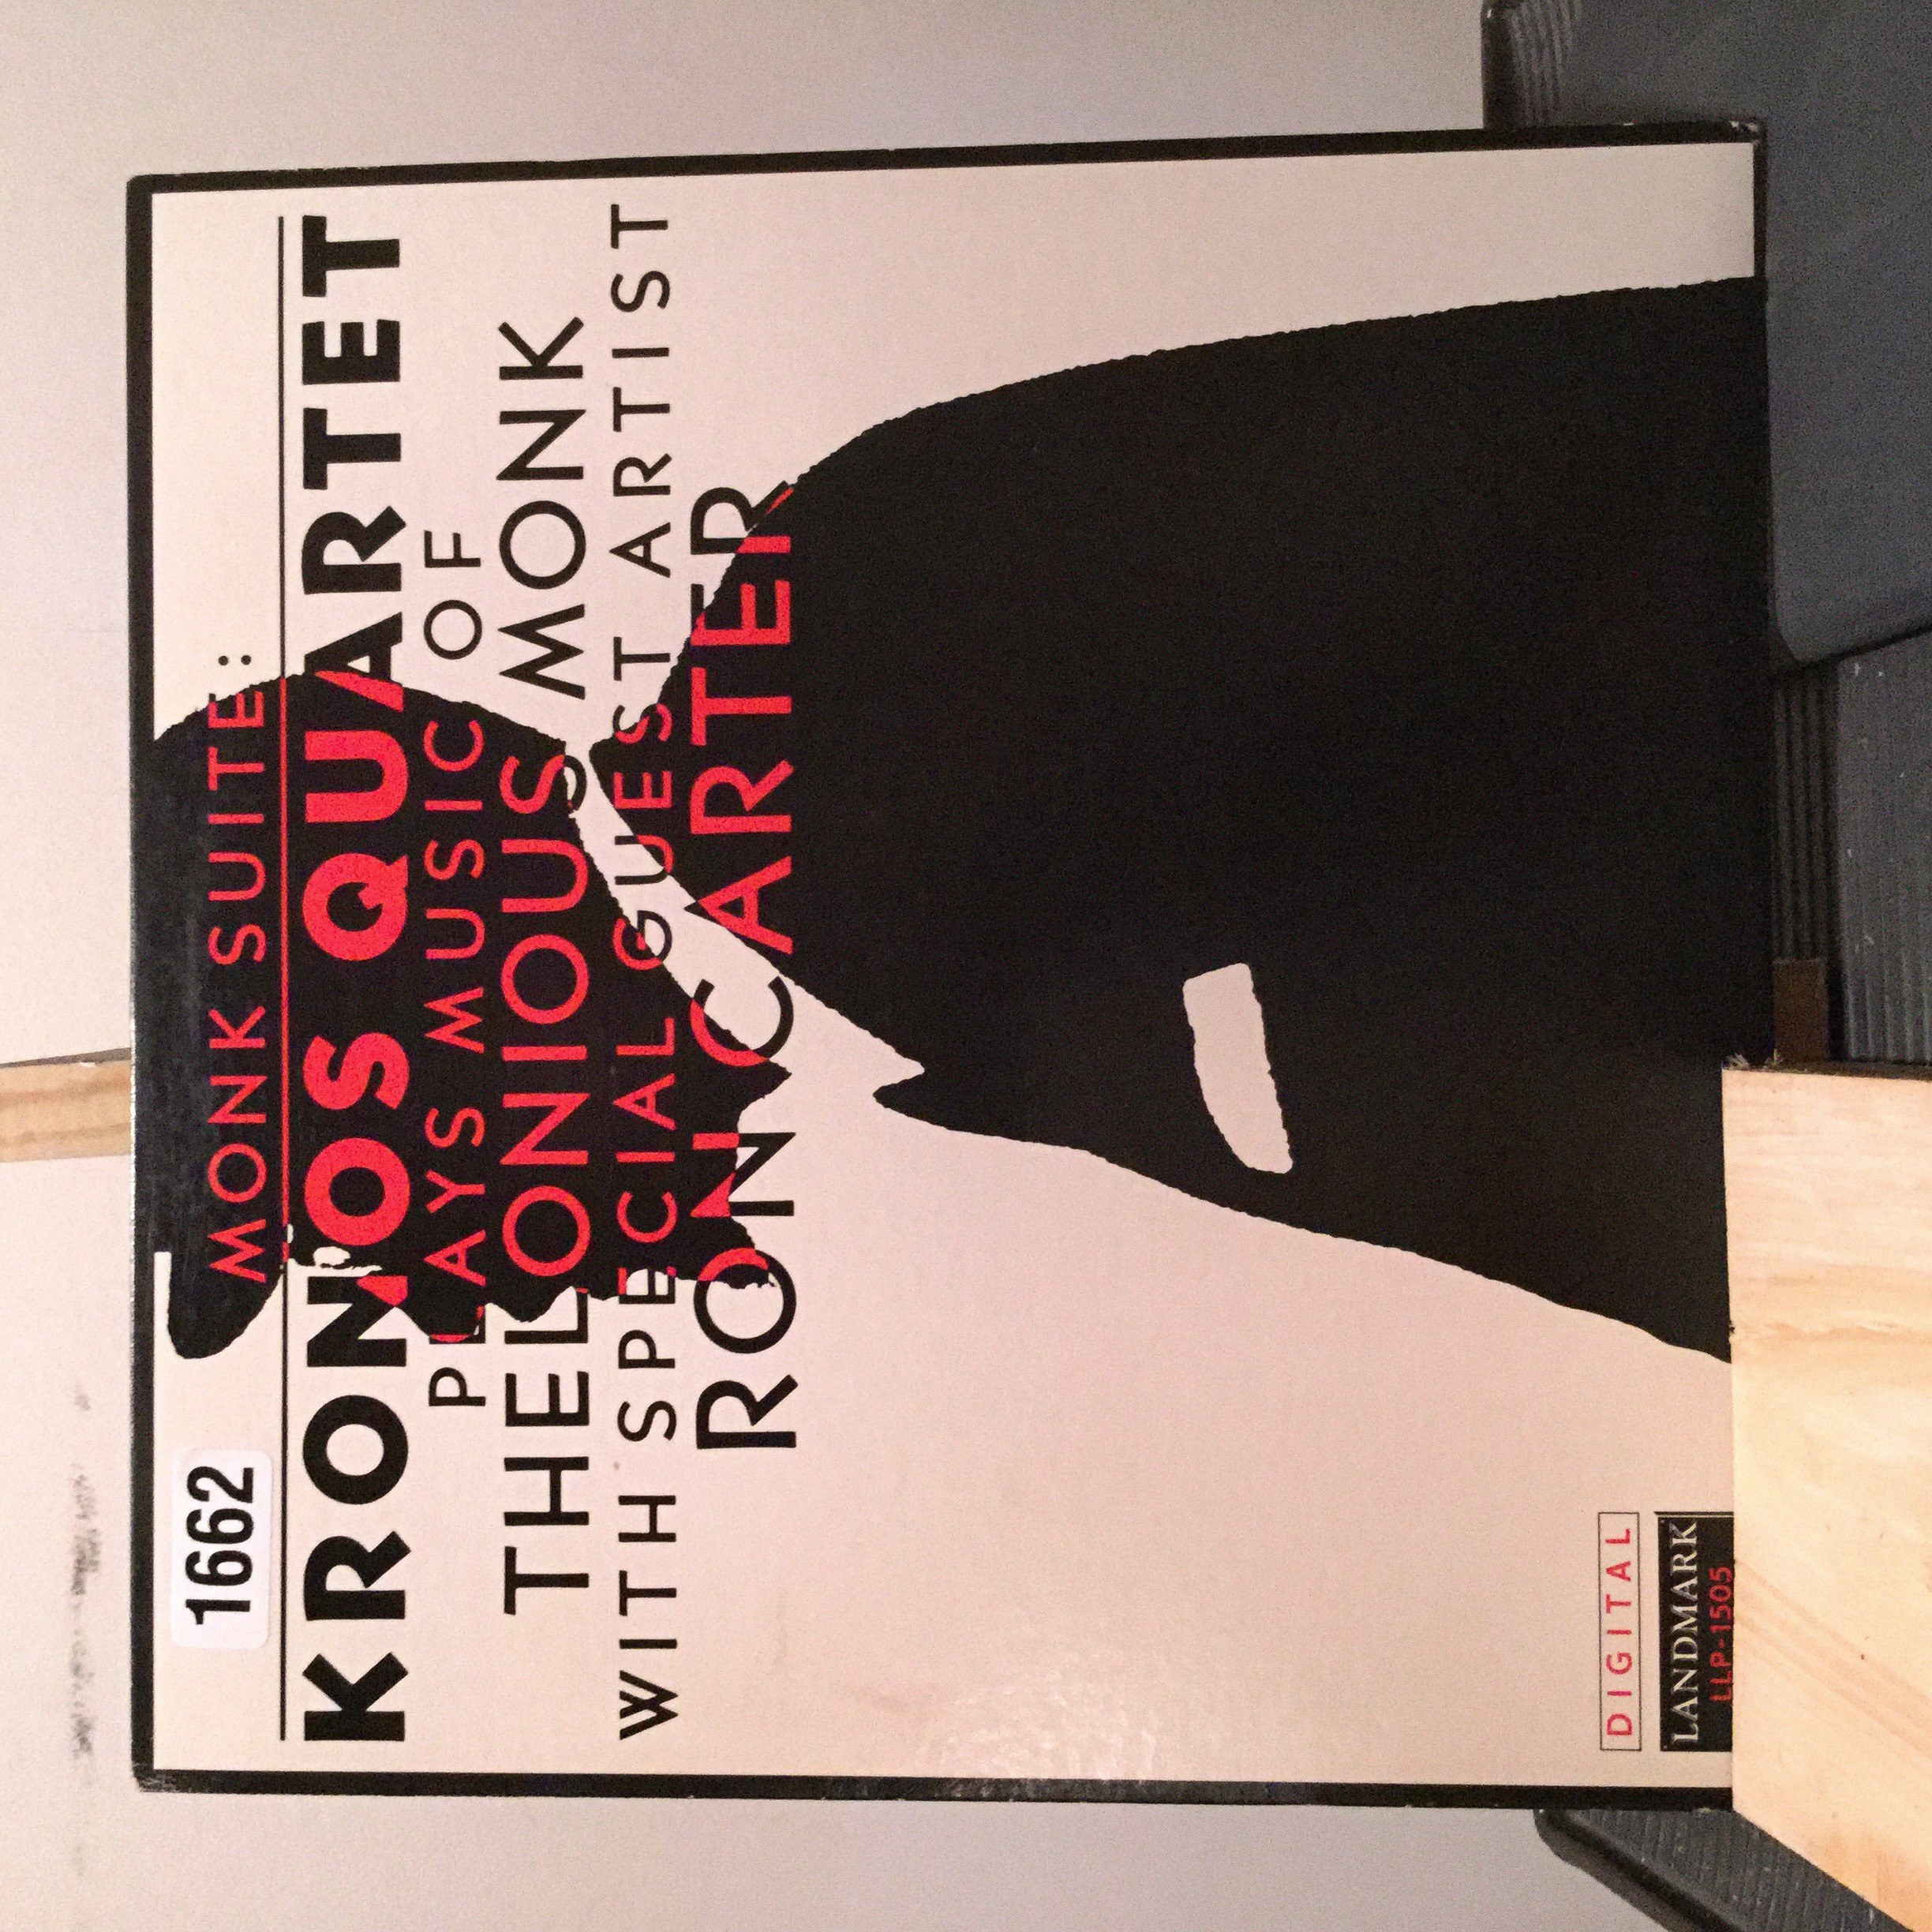 1662
MONK SUITE:
KRONOS QUARTET
PLAYS MUSIC OF
THELONIOUS MONK
WITH SPECIAL GUEST ARTIST
RON CARTER
DIGITAL
LANDMARK
LLP-1505